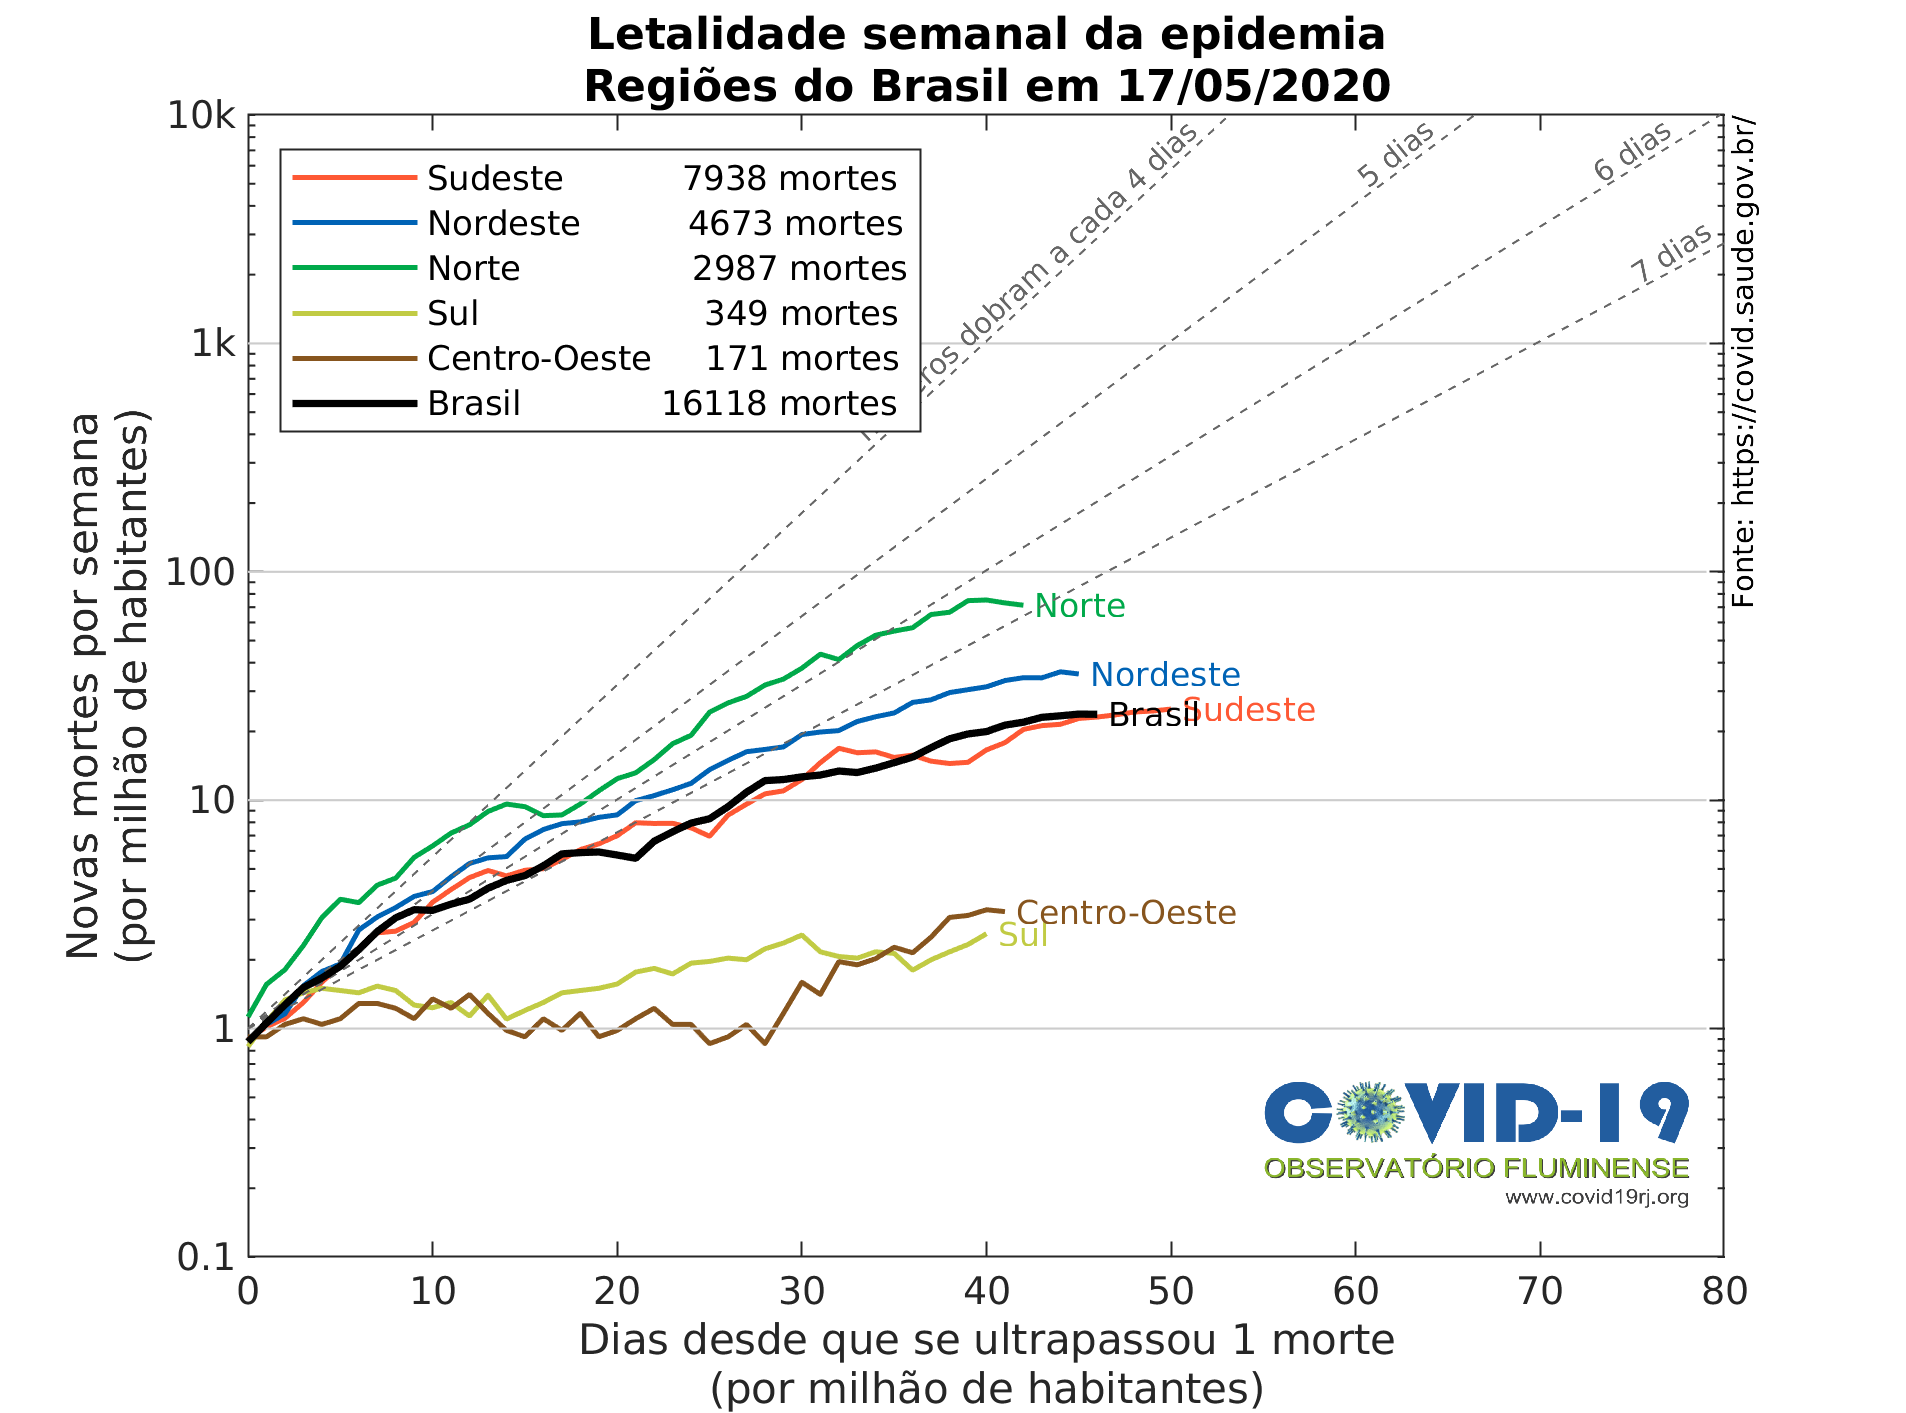 Letalidade semanal da epidemia
Regiões do Brasil em 17/05/2020
10k
1k
100
10
1
0.1
Novas mortes por semana
(por milhão de habitantes)
Sudeste 7938 mortes
Nordeste 4673 mortes
Norte 2987 mortes
Sul 349 mortes
Centro-Oeste 171 mortes
Brasil 16118 mortes
dobram a cada 4 dias
5 dias
6 dias
7 dias
Fonte: https://covid.saude.gov.br/
Norte
Nordeste
Sudeste
Brasil
Centro-Oeste
Sul
COVID-19
OBSERVATÓRIO FLUMINENSE
www.covid19rj.org
0 10 20 30 40 50 60 70 80
Dias desde que se ultrapassou 1 morte
(por milhão de habitantes)